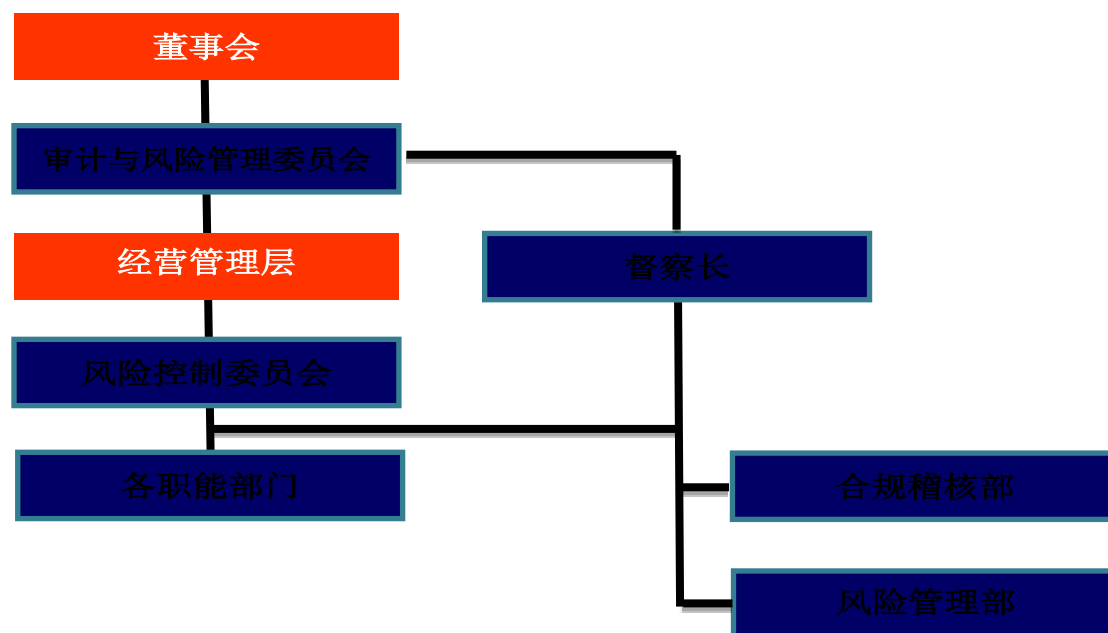 董事会
审计与风险管理委员会
经营管理层
督察长
风险控制委员会
各职能部门
合规稽核部
风险管理部